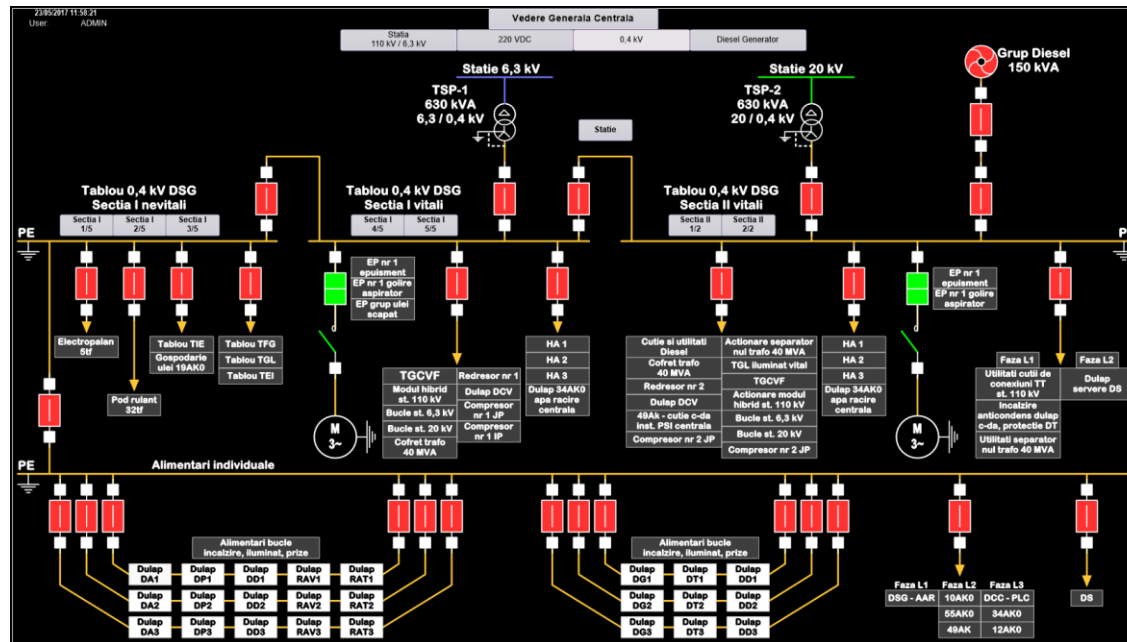 23/05/2017 11:58:21
User: ADMIN
Vedere Generala Centrala
Statia
110 kV / 6,3 kV
220 VDC
0,4 kV
Diesel Generator
Statie 6,3 kV
TSP-1
630 kVA
6,3 / 0,4 kV
Statie
Statie 20 kV
TSP-2
630 kVA
20 / 0,4 kV
Grup Diesel
150 kVA
Tablou 0,4 kV DSG
Sectia I nevitali
Sectia I
1/5
Sectia I
2/5
Sectia I
3/5
Tablou 0,4 kV DSG
Sectia I vitali
Sectia I
4/5
Sectia I
5/5
Tablou 0,4 kV DSG
Sectia II vitali
Sectia II
1/2
Sectia II
2/2
PE
P
Electropalan
5tf
Pod rulant
32tf
Tablou TIE
Gospodarie
ulei 19AK0
Tablou TFG
Tablou TGL
Tablou TEI
EP nr 1
epuisment
EP nr 1 golire
aspirator
EP grup ulei
scapat
M
3~
TGCVF
Modul hibrid
st. 110 kV
Bucle st. 6,3 kV
Bucle st. 20 kV
Cofret trafo
40 MVA
Redresor nr 1
Dulap DCV
Compresor
nr 1 JP
Compresor
nr 1 IP
HA 1
HA 2
HA 3
Dulap 34AK0
apa racire
centrala
Cutie si utilitati
Diesel
Cofret trafo
40 MVA
Redresor nr 2
Dulap DCV
49Ak - cutie c-da
inst. PSI centrala
Compresor nr 2 JP
Actionare separator
nul trafo 40 MVA
TGL iluminat vital
TGCVF
Actionare modul
hibrid st. 110 kV
Bucle st. 6,3 kV
Bucle st. 20 kV
Compresor nr 2 JP
HA 1
HA 2
HA 3
Dulap 34AK0
apa racire
centrala
EP nr 1
epuisment
EP nr 1 golire
aspirator
M
3~
Faza L1
Utilitati cutii de
conexiuni TT
st. 110 kV
Incalzire
anticondens dulap
c-da, protectie DT
Utilitati separator
nul trafo 40 MVA
Faza L2
Dulap
servere DS
PE
Alimentari individuale
Alimentari bucle
incalzire, iluminat, prize
Dulap DA1
Dulap DP1
Dulap DD1
Dulap RAV1
Dulap RAT1
Dulap DA2
Dulap DP2
Dulap DD2
Dulap RAV2
Dulap RAT2
Dulap DA3
Dulap DP3
Dulap DD3
Dulap RAV3
Dulap RAT3
Alimentari bucle
incalzire, iluminat, prize
Dulap DG1
Dulap DT1
Dulap DD1
Dulap DG2
Dulap DT2
Dulap DD2
Dulap DG3
Dulap DT3
Dulap DD3
Faza L1 Faza L2 Faza L3
DSG - AAR 10AK0 DCC - PLC
55AK0 34AK0
49AK 12AK0
DS